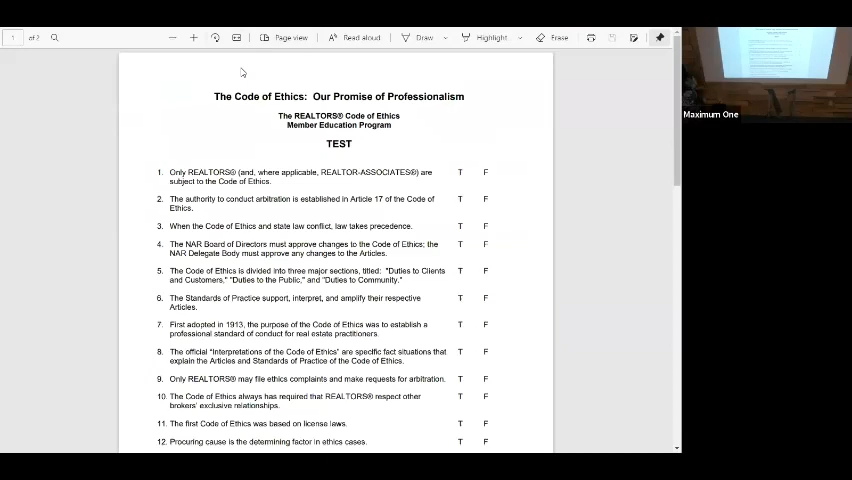 1 of 2 Page view Read aloud Draw Highlight Erase
The Code of Ethics: Our Promise of Professionalism
The REALTORS® Code of Ethics
Member Education Program
TEST
1. Only REALTORS® (and, where applicable, REALTOR-ASSOCIATES®) are T F
subject to the Code of Ethics.
2. The authority to conduct arbitration is established in Article 17 of the Code of T F
Ethics.
3. When the Code of Ethics and state law conflict, law takes precedence. T F
4. The NAR Board of Directors must approve changes to the Code of Ethics; the T F
NAR Delegate Body must approve any changes to the Articles.
5. The Code of Ethics is divided into three major sections, titled: "Duties to Clients T F
and Customers," "Duties to the Public," and "Duties to Community."
6. The Standards of Practice support, interpret, and amplify their respective T F
Articles.
7. First adopted in 1913, the purpose of the Code of Ethics was to establish a T F
professional standard of conduct for real estate practitioners.
8. The official "Interpretations of the Code of Ethics" are specific fact situations that T F
explain the Articles and Standards of Practice of the Code of Ethics.
9. Only REALTORS® may file ethics complaints and make requests for arbitration. T F
10. The Code of Ethics always has required that REALTORS® respect other T F
brokers' exclusive relationships.
11. The first Code of Ethics was based on license laws. T F
12. Procuring cause is the determining factor in ethics cases. T F
Maximum One